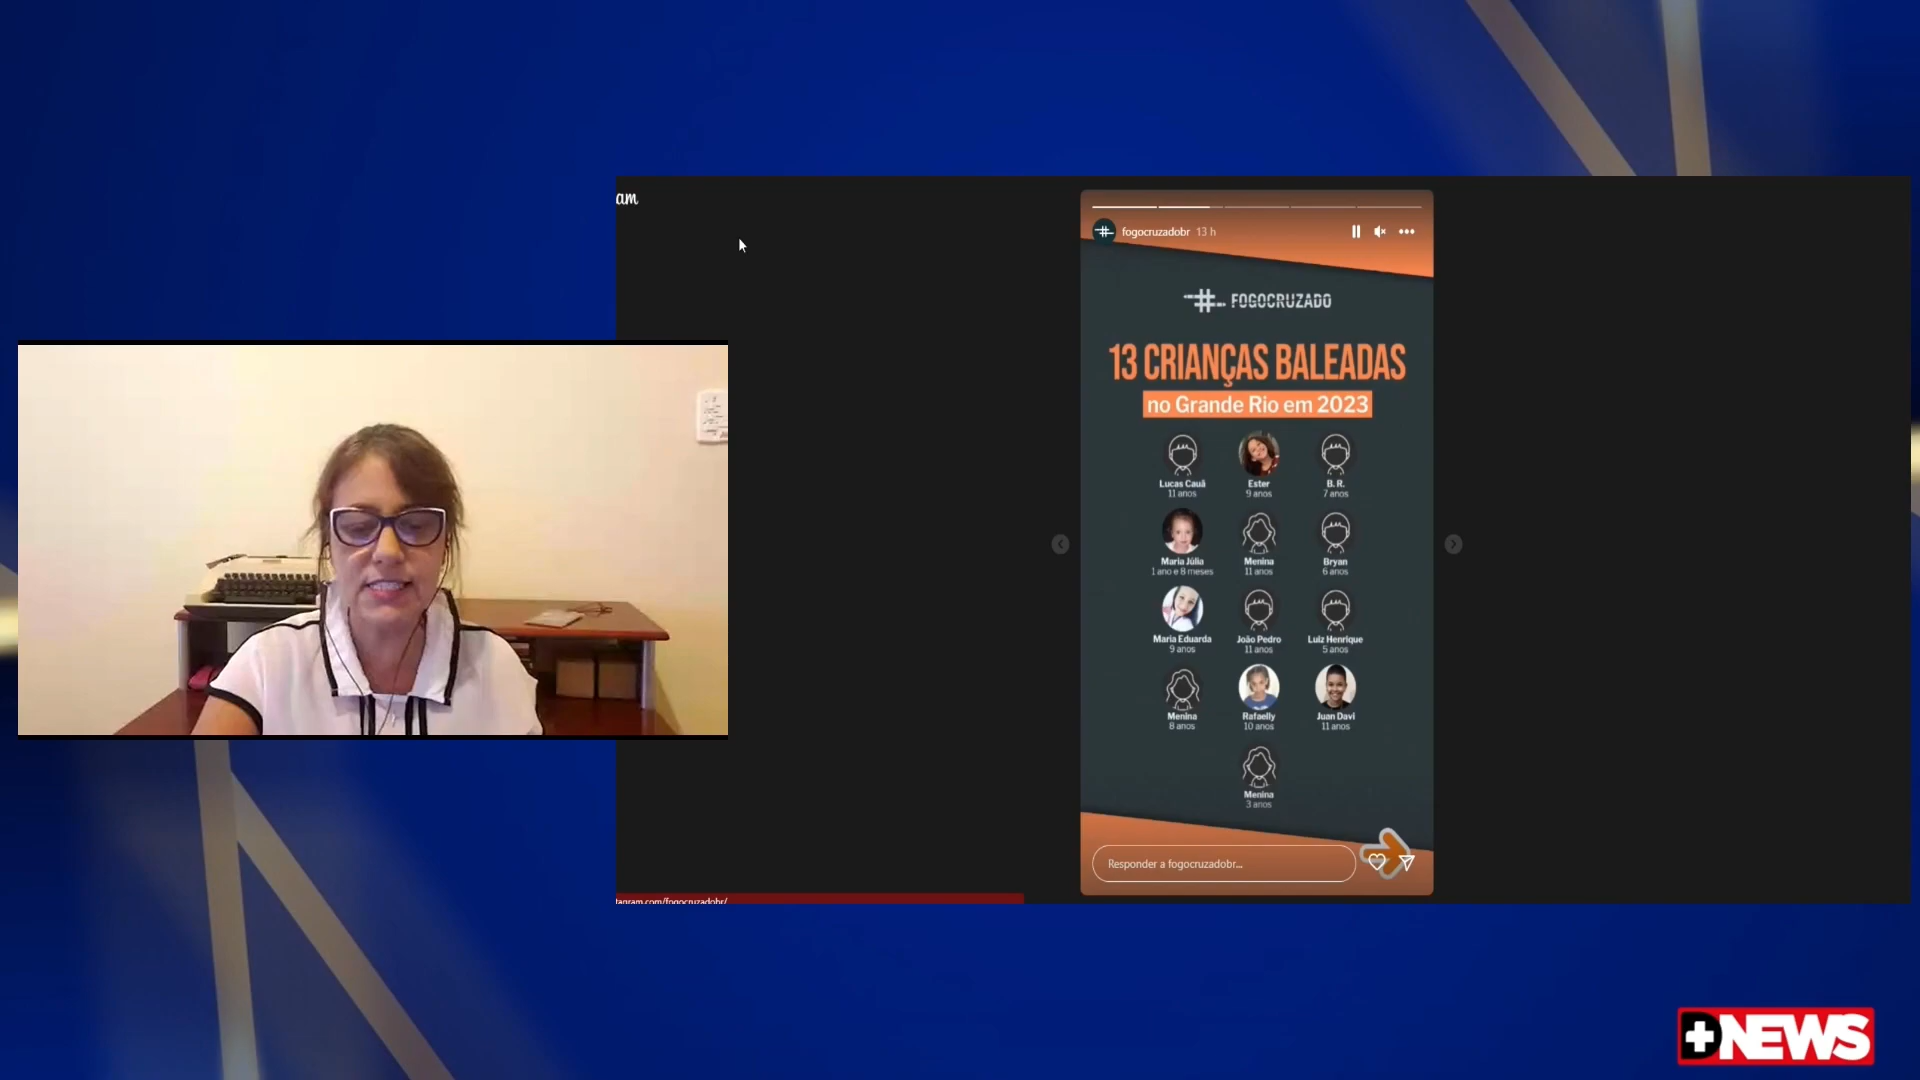 am
fogocruzadobr 13 h
FOGOCRUZADO
13 CRIANÇAS BALEADAS
no Grande Rio em 2023
Lucas Cauã
11 anos
Ester
9 anos
B. R.
7 anos
Maria Júlia
1 ano e 8 meses
Menina
11 anos
Bryan
6 anos
Maria Eduarda
9 anos
João Pedro
11 anos
Luiz Henrique
5 anos
Menina
8 anos
Rafaelly
10 anos
Juan Davi
11 anos
Menina
3 anos
Responder a fogocruzadobr...
tagram.com/fogocruzadobr/
+NEWS